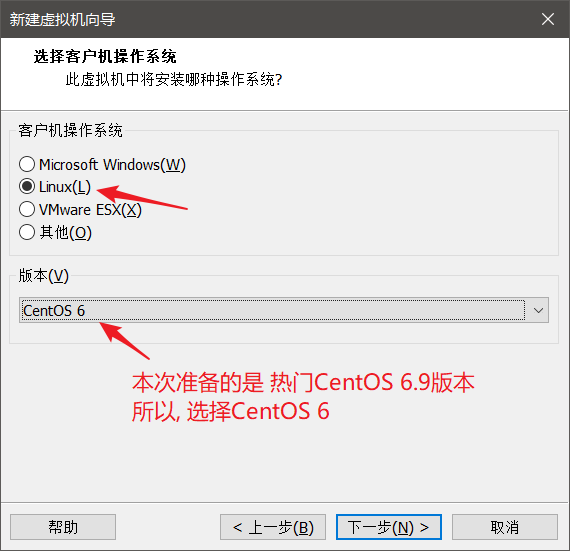 新建虚拟机向导
选择客户机操作系统
此虚拟机中将安装哪种操作系统?
客户机操作系统
Microsoft Windows(W)
Linux(L)
VMware ESX(X)
其他(O)
版本(V)
CentOS 6
本次准备的是 热门CentOS 6.9版本
所以, 选择CentOS 6
帮助
< 上一步(B)
下一步(N) >
取消